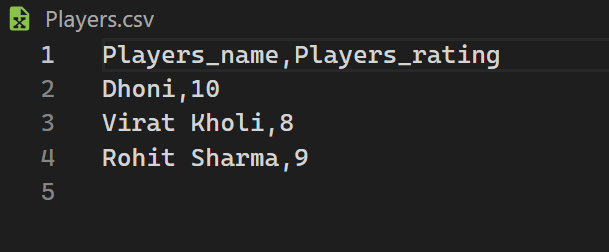 Players.csv
1 Players_name,Players_rating
2 Dhoni,10
3 Virat Kholi,8
4 Rohit Sharma,9
5